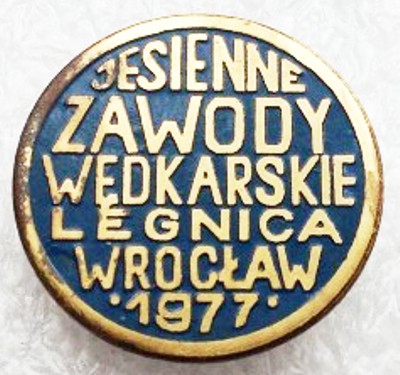 JESIENNE
ZAWODY
WĘDKARSKIE
LEGNICA
WROCŁAW
·1977·